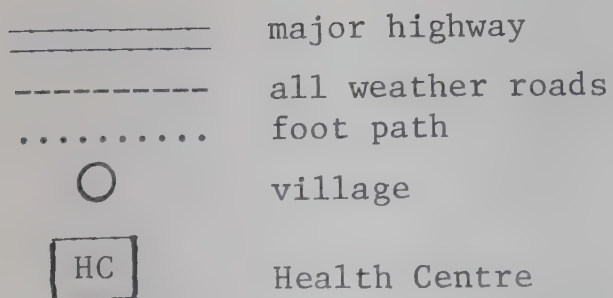 major highway
all weather roads
foot path
village
HC Health Centre